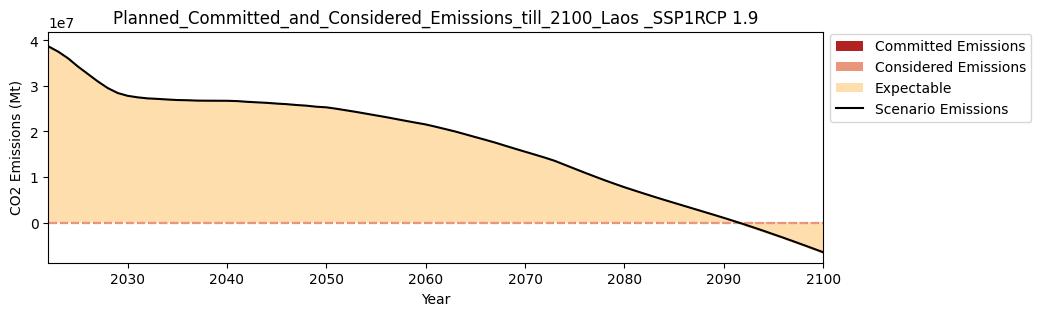 Planned_Committed_and_Considered_Emissions_till_2100_Laos _SSP1RCP 1.9
1e7
4
3
2
1
0
CO2 Emissions (Mt)
2030 2040 2050 2060 2070 2080 2090 2100
Year
Committed Emissions
Considered Emissions
Expectable
Scenario Emissions